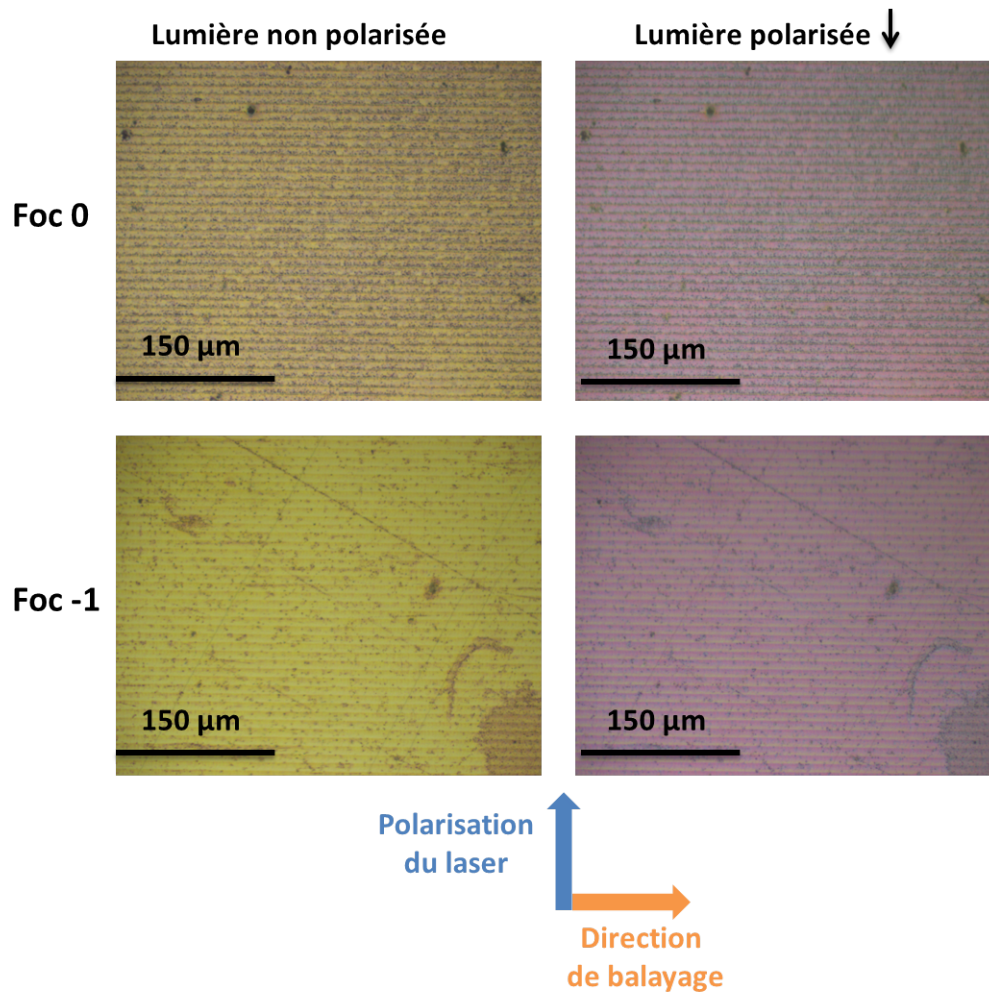 Lumière non polarisée
Lumière polarisée
Foc 0
150 µm
150 µm
Foc -1
150 µm
150 µm
Polarisation
du laser
Direction
de balayage